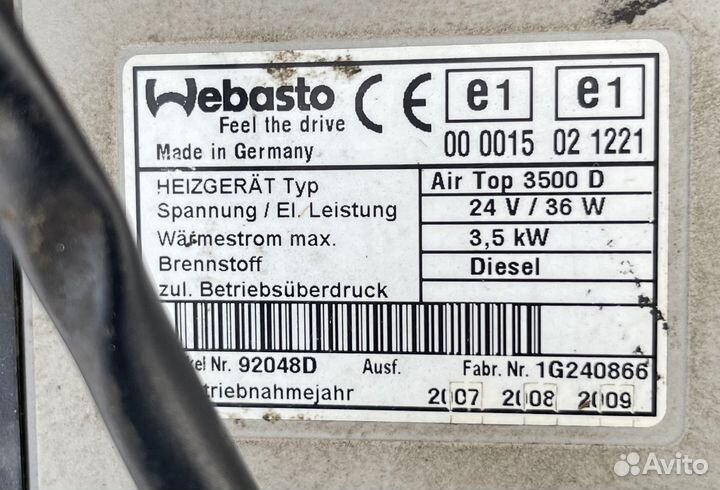 Webasto
Feel the drive
Made in Germany
CE e1 e1
00 0015 02 1221
HEIZGERÄT Typ Air Top 3500 D
Spannung / El. Leistung 24 V / 36 W
Wärmestrom max. 3,5 kW
Brennstoff Diesel
zul. Betriebsüberdruck
kel Nr. 92048D Ausf. Fabr. Nr. 1G240866
triebnahmejahr 2007 2008 2009
Avito